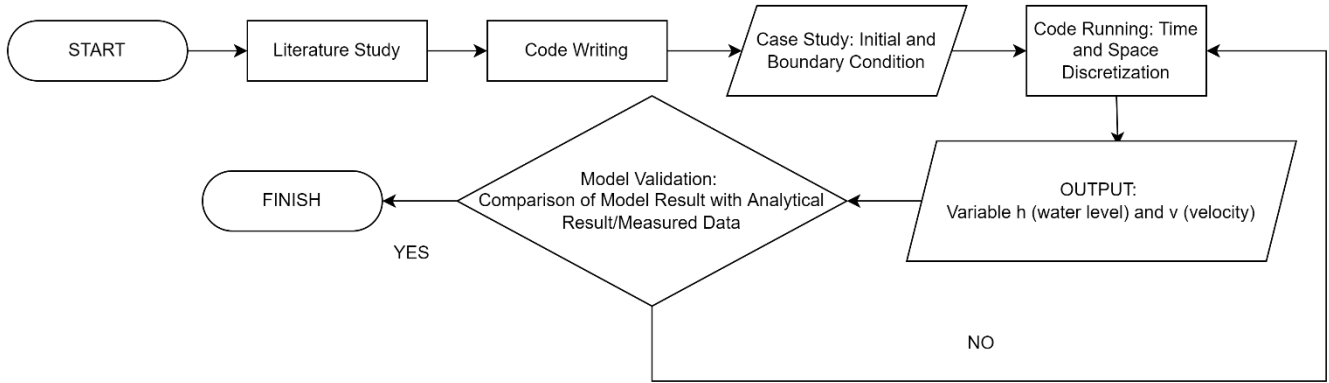 START
Literature Study
Code Writing
Case Study: Initial and
Boundary Condition
Code Running: Time
and Space
Discretization
OUTPUT:
Variable h (water level) and v (velocity)
Model Validation:
Comparison of Model Result with Analytical
Result/Measured Data
FINISH
YES
NO